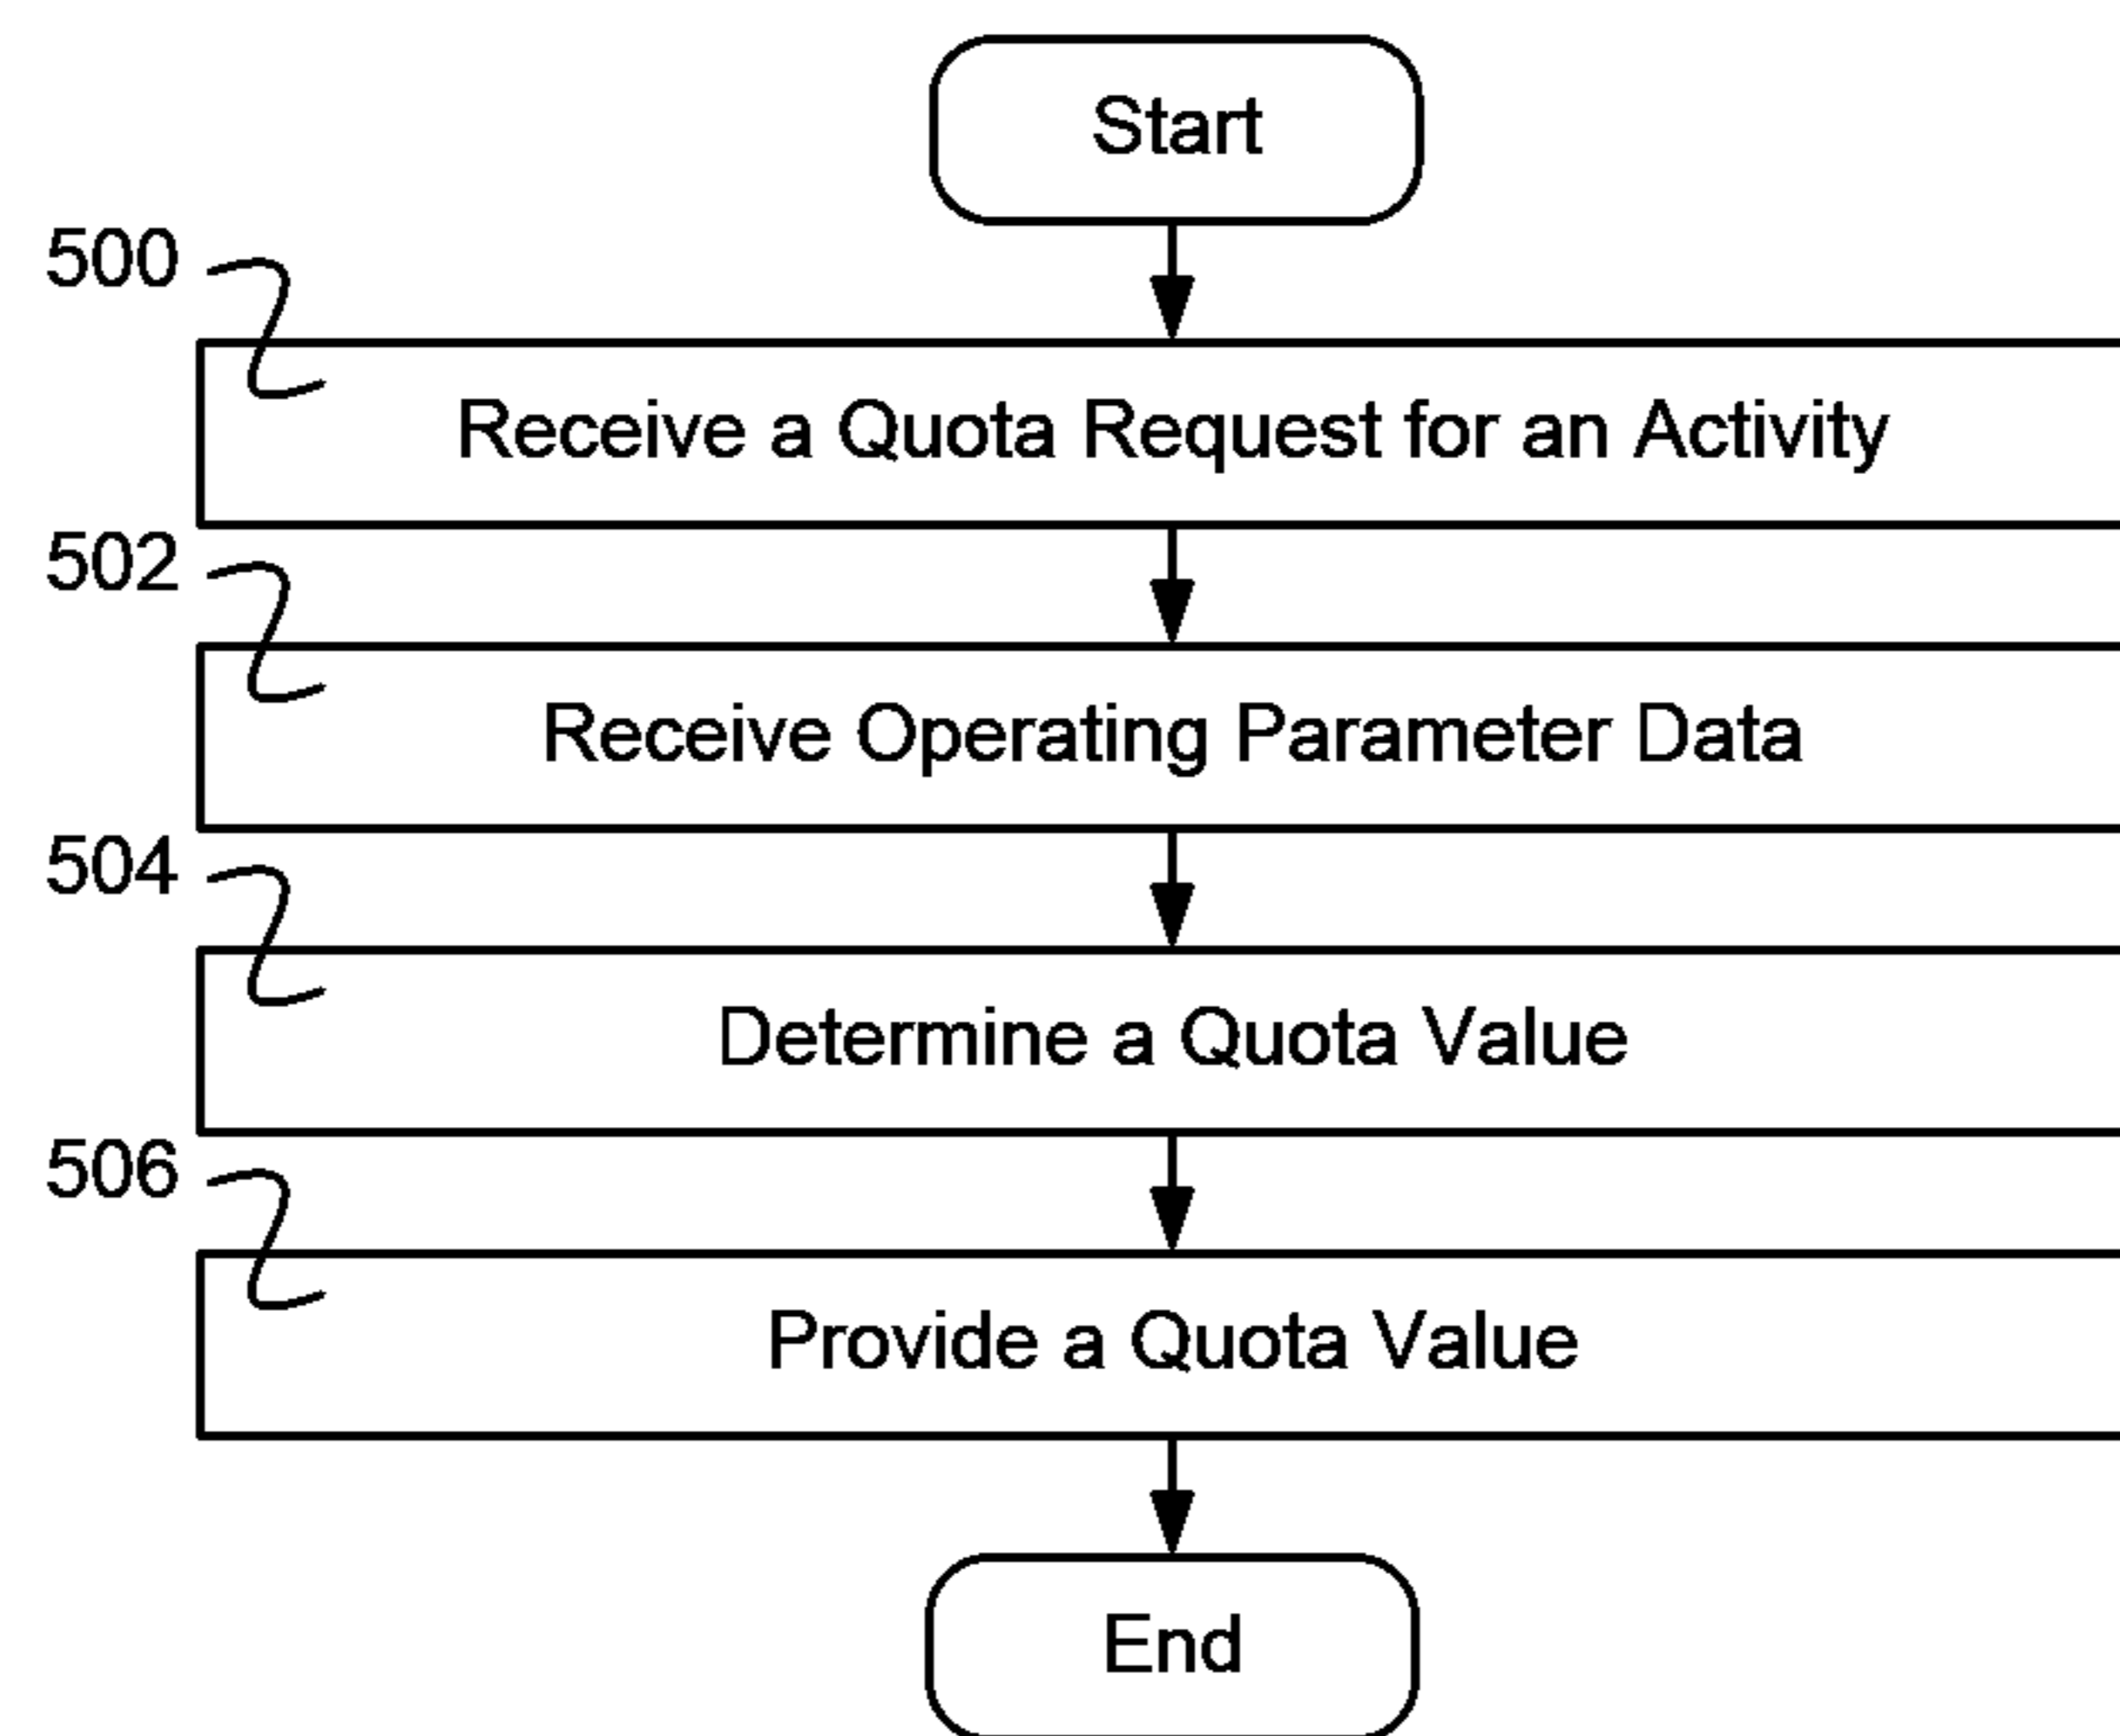 Start
500
Receive a Quota Request for an Activity
502
Receive Operating Parameter Data
504
Determine a Quota Value
506
Provide a Quota Value
End